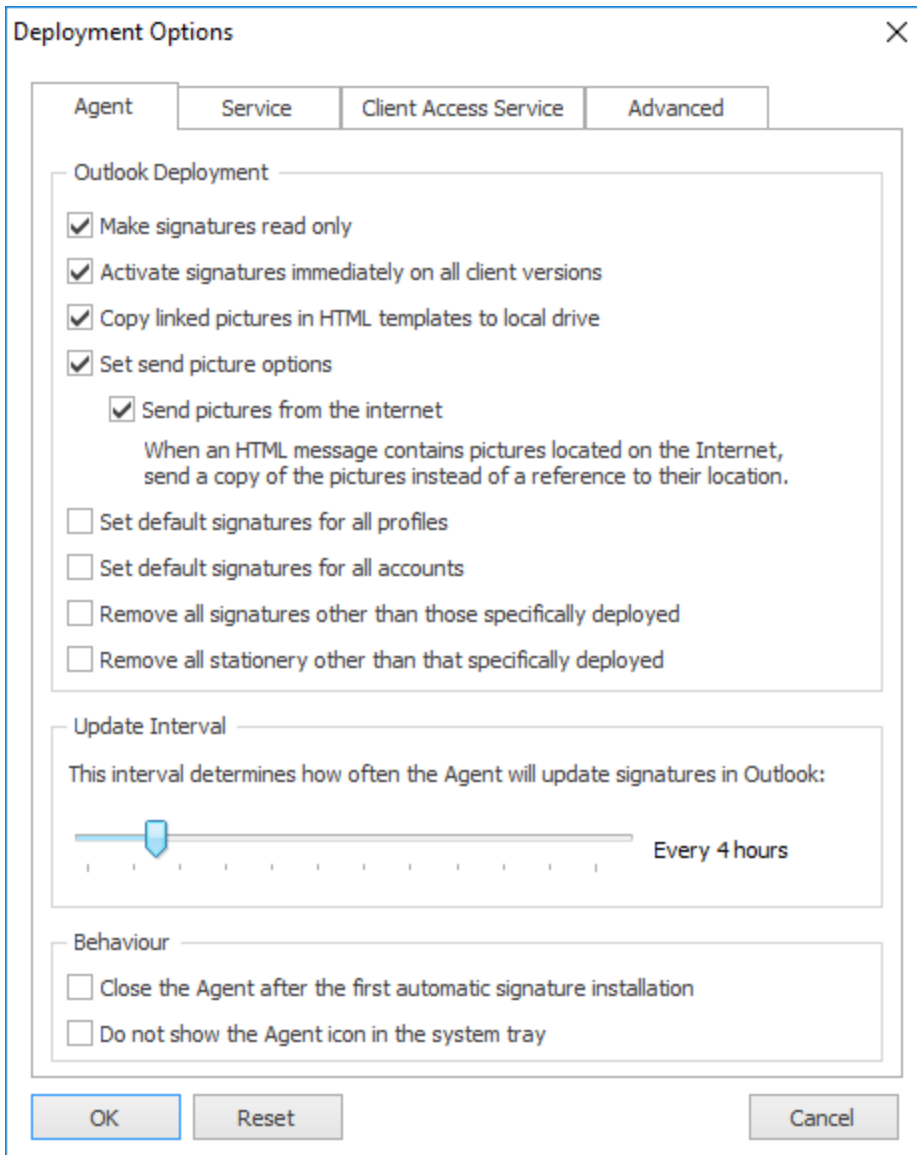 Deployment Options
Agent
Service
Client Access Service
Advanced
Outlook Deployment
Make signatures read only
Activate signatures immediately on all client versions
Copy linked pictures in HTML templates to local drive
Set send picture options
Send pictures from the internet
When an HTML message contains pictures located on the Internet,
send a copy of the pictures instead of a reference to their location.
Set default signatures for all profiles
Set default signatures for all accounts
Remove all signatures other than those specifically deployed
Remove all stationery other than that specifically deployed
Update Interval
This interval determines how often the Agent will update signatures in Outlook:
Every 4 hours
Behaviour
Close the Agent after the first automatic signature installation
Do not show the Agent icon in the system tray
OK
Reset
Cancel